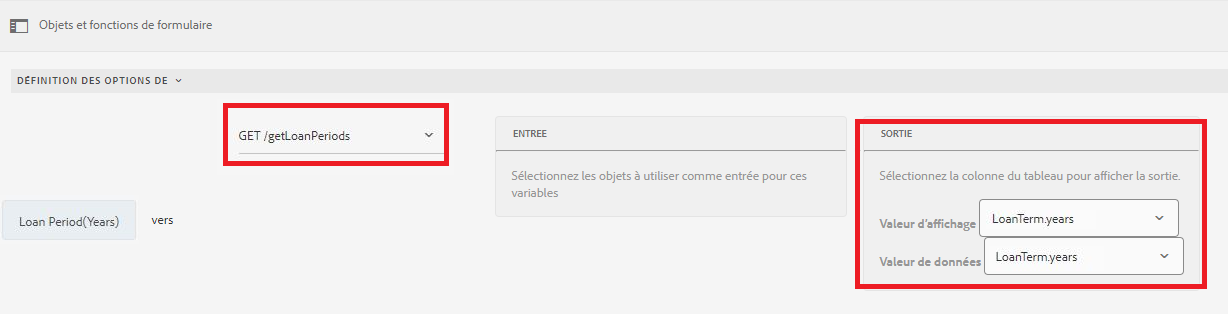 Objets et fonctions de formulaire
DÉFINITION DES OPTIONS DE
GET /getLoanPeriods
ENTREE
Sélectionnez les objets à utiliser comme entrée pour ces
variables
SORTIE
Sélectionnez la colonne du tableau pour afficher la sortie.
Valeur d'affichage LoanTerm.years
Valeur de données LoanTerm.years
Loan Period(Years) vers